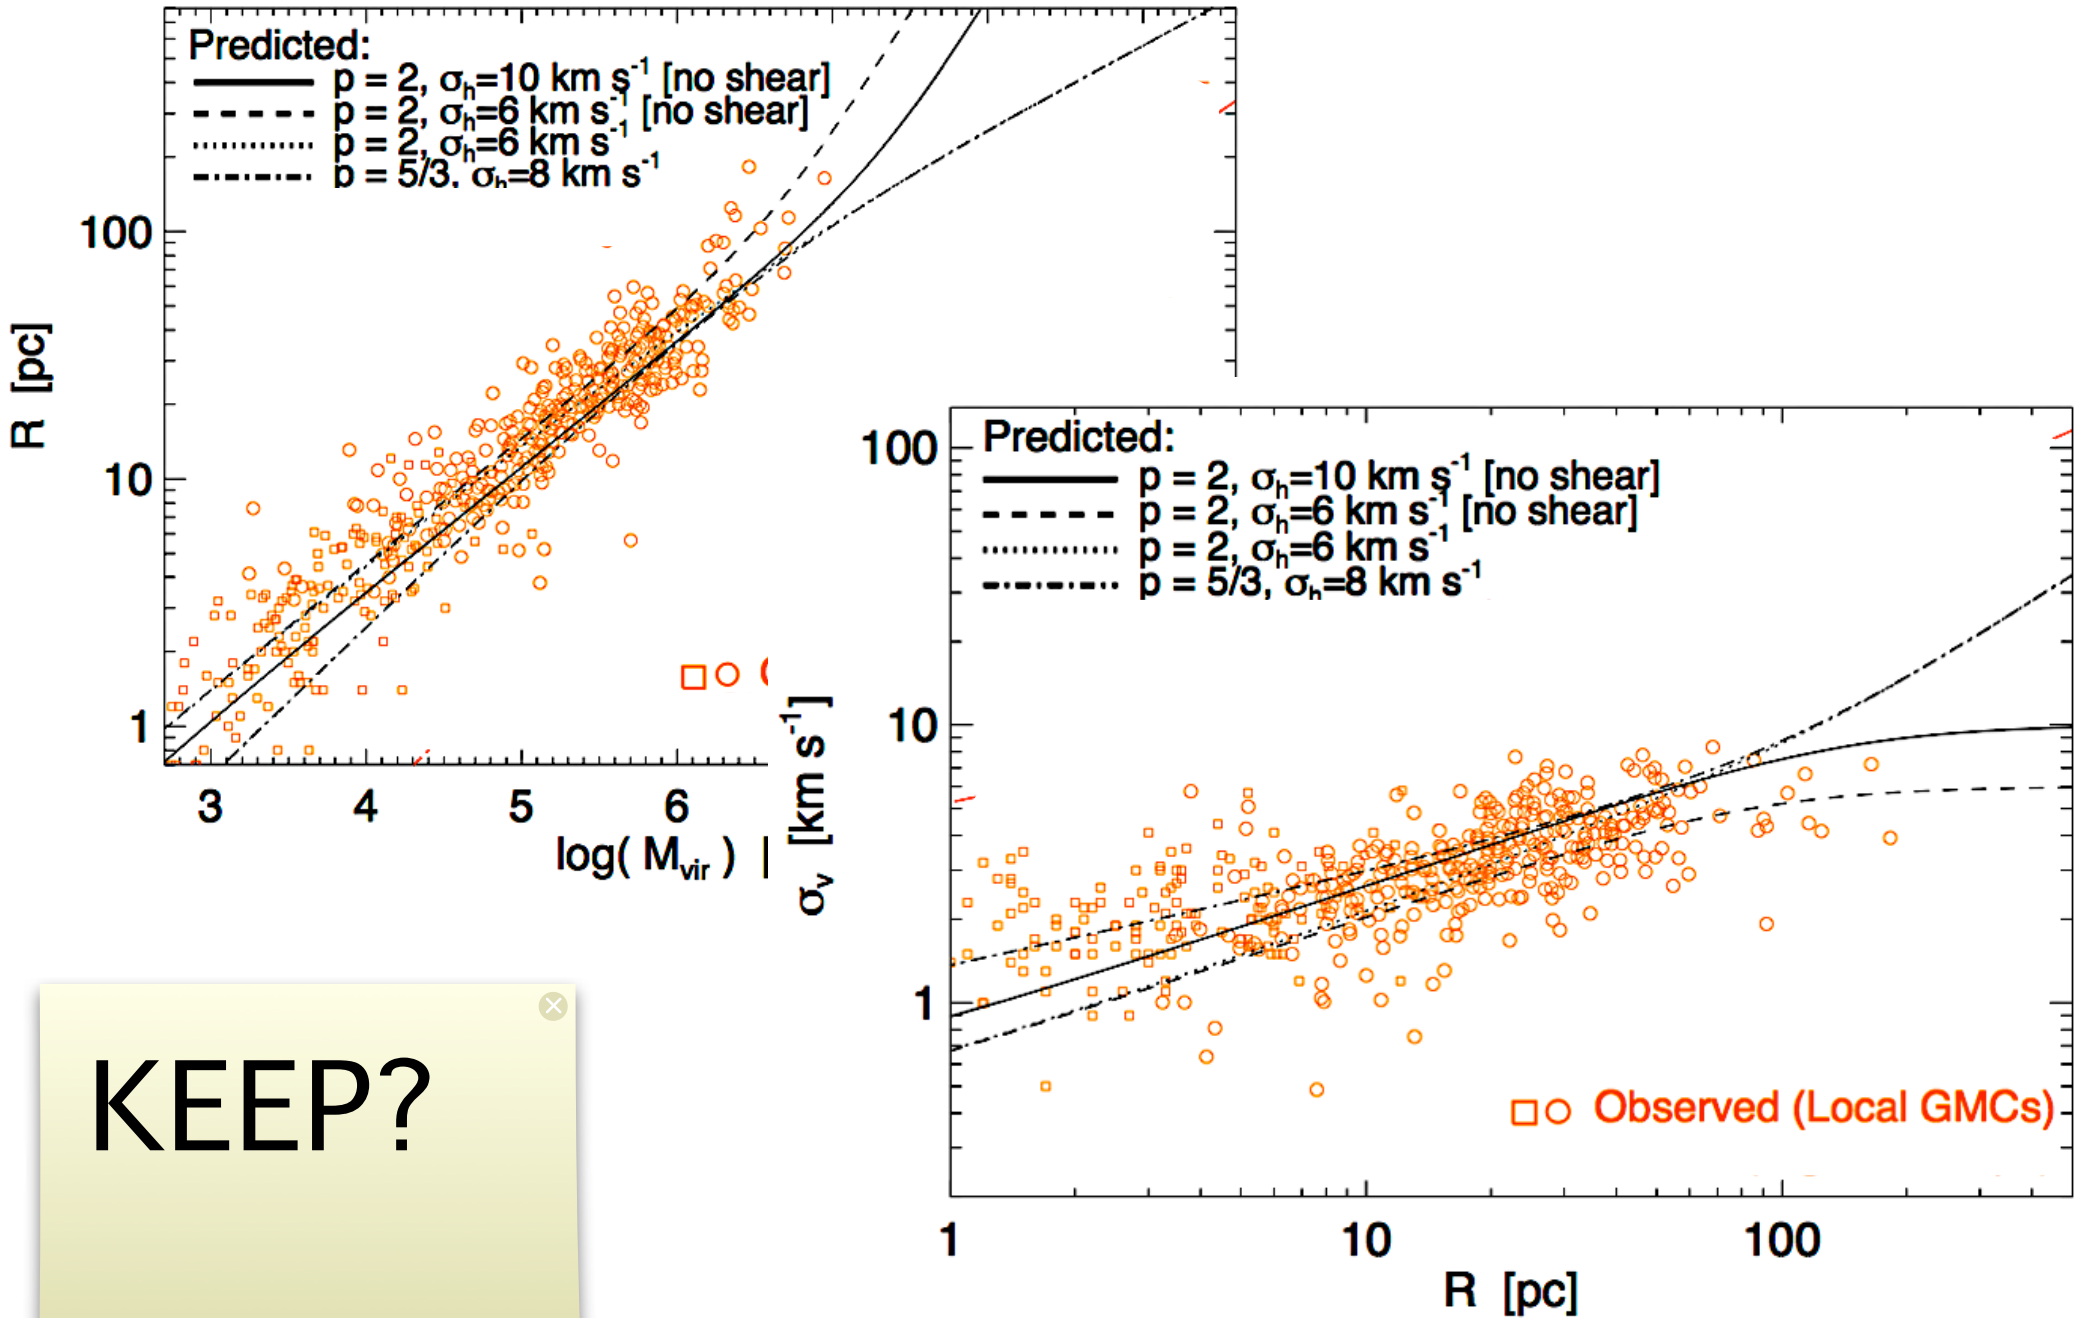 Predicted:
p = 2, σh=10 km s-1 [no shear]
p = 2, σh=6 km s-1 [no shear]
p = 2, σh=6 km s-1
p = 5/3, σh=8 km s-1
100
10
1
R [pc]
3 4 5 6
log( Mvir )
Predicted:
p = 2, σh=10 km s-1 [no shear]
p = 2, σh=6 km s-1 [no shear]
p = 2, σh=6 km s-1
p = 5/3, σh=8 km s-1
100
10
1
σv [km s-1]
Observed (Local GMCs)
1 10 100
R [pc]
KEEP?